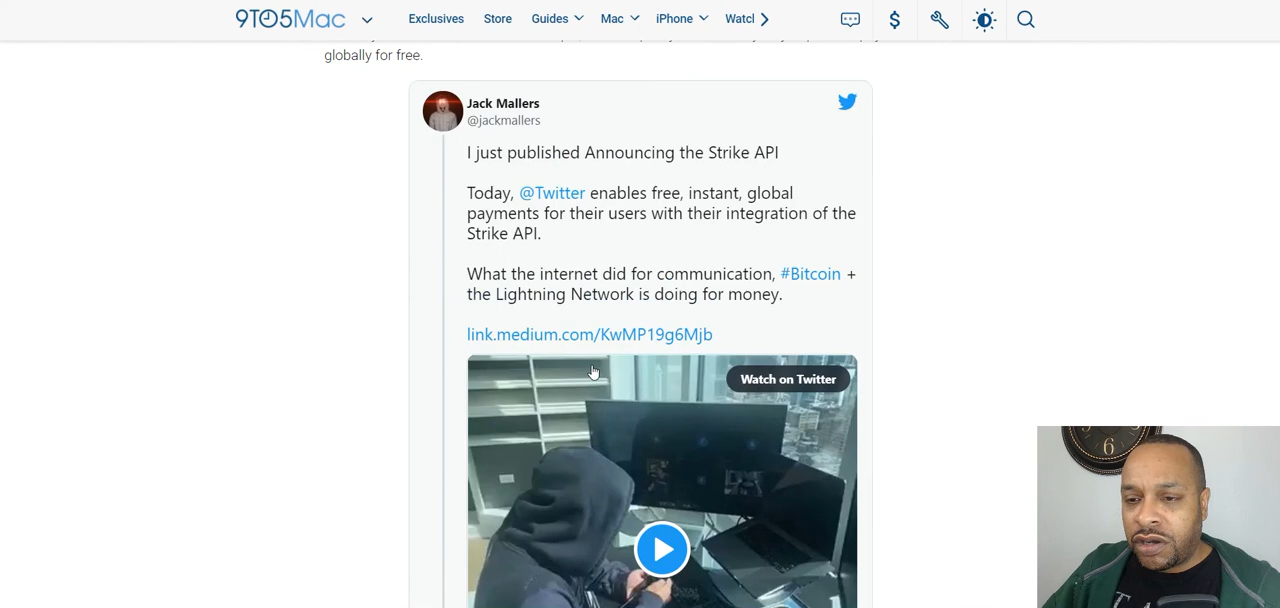 9TO5Mac Exclusives Store Guides Mac iPhone Watcl
globally for free.
Jack Mallers
@jackmallers
I just published Announcing the Strike API
Today, @Twitter enables free, instant, global
payments for their users with their integration of the
Strike API.
What the internet did for communication, #Bitcoin +
the Lightning Network is doing for money.
link.medium.com/KwMP19g6Mjb
Watch on Twitter
6